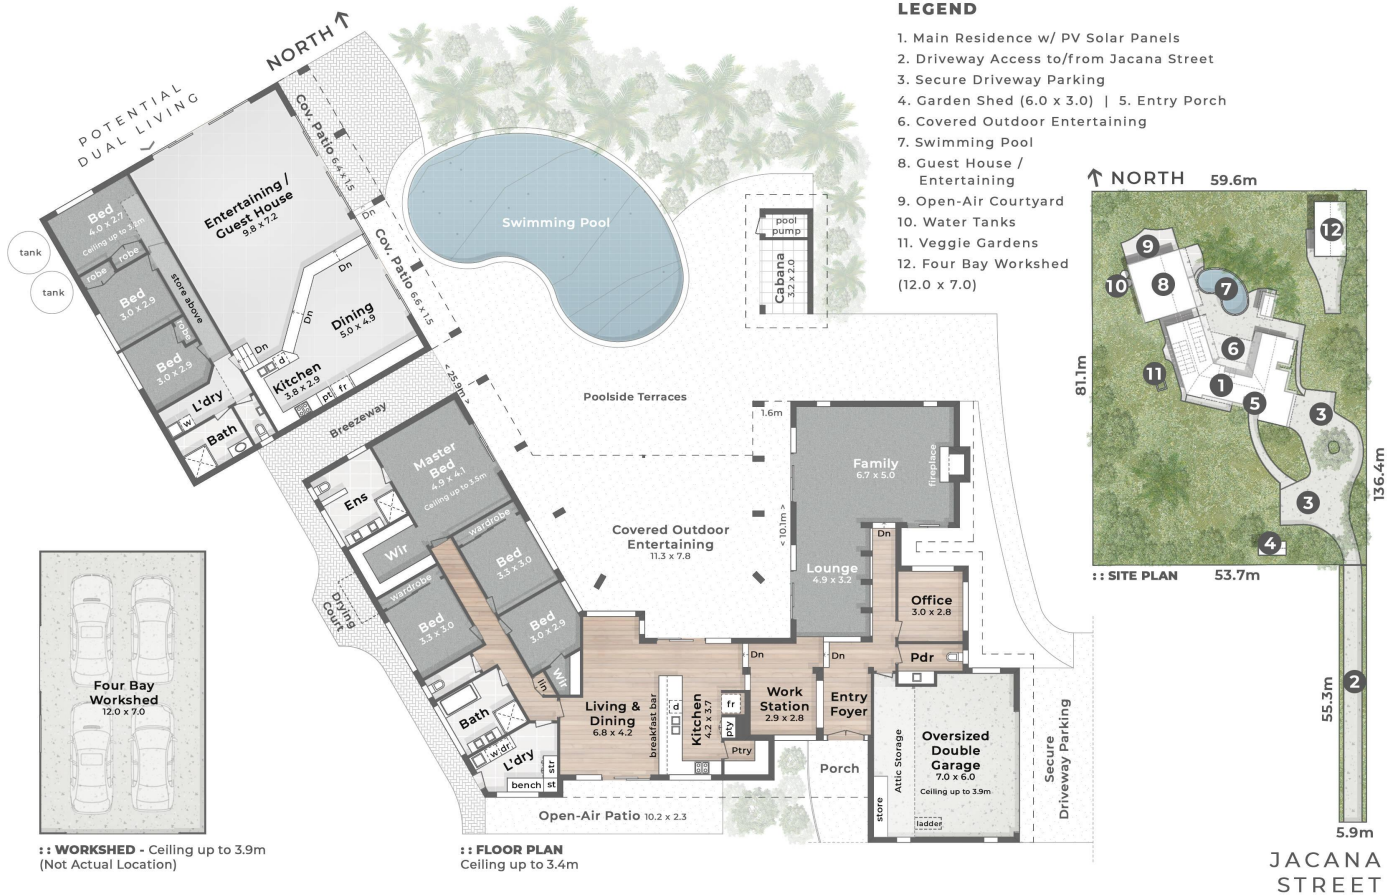 LEGEND
1. Main Residence w/ PV Solar Panels
2. Driveway Access to/from Jacana Street
3. Secure Driveway Parking
4. Garden Shed (6.0 x 3.0) | 5. Entry Porch
6. Covered Outdoor Entertaining
7. Swimming Pool
8. Guest House /
Entertaining
9. Open-Air Courtyard
10. Water Tanks
11. Veggie Gardens
12. Four Bay Workshed
(12.0 x 7.0)
NORTH
POTENTIAL
DUAL LIVING
Cov. Patio 6.4 x 1.5
Entertaining /
Guest House
9.8 x 7.2
Bed
4.0 x 2.7
Ceiling up to 3.2m
tank
tank
robe
robe
Bed
3.0 x 2.9
robe
store above
Bed
3.0 x 2.9
Dn
Dn
Dn
Dn
Cov. Patio 6.6 x 1.5
Dining
5.0 x 4.9
d
Kitchen
3.8 x 2.9
pt
fr
L'dry
w
Bath
Breezeway
< 25.9m >
Swimming Pool
pool
pump
Cabana
3.2 x 2.0
Poolside Terraces
1.6m
Master
Bed
4.9 x 4.1
Ceiling up to 3.5m
Ens
Wir
wardrobe
Bed
3.3 x 3.0
wardrobe
Bed
3.3 x 3.0
Bed
3.0 x 2.9
Wir
lin
Drying
Court
Bath
w dr
L'dry
str
bench
st
Covered Outdoor
Entertaining
11.3 x 7.8
< 10.1m >
Family
6.7 x 5.0
fireplace
Lounge
4.9 x 3.2
Dn
Office
3.0 x 2.8
Pdr
Dn
Dn
Living &
Dining
6.8 x 4.2
breakfast bar
d
Kitchen
4.2 x 3.7
fr
pty
Ptry
Work
Station
2.9 x 2.8
Entry
Foyer
Porch
Attic Storage
store
Oversized
Double
Garage
7.0 x 6.0
Ceiling up to 3.9m
ladder
Secure
Driveway Parking
Open-Air Patio 10.2 x 2.3
:: FLOOR PLAN
Ceiling up to 3.4m
Four Bay
Workshed
12.0 x 7.0
:: WORKSHED - Ceiling up to 3.9m
(Not Actual Location)
NORTH
59.6m
12
9
8
10
7
6
11
1
5
3
3
4
2
81.1m
136.4m
:: SITE PLAN
53.7m
55.3m
5.9m
JACANA
STREET